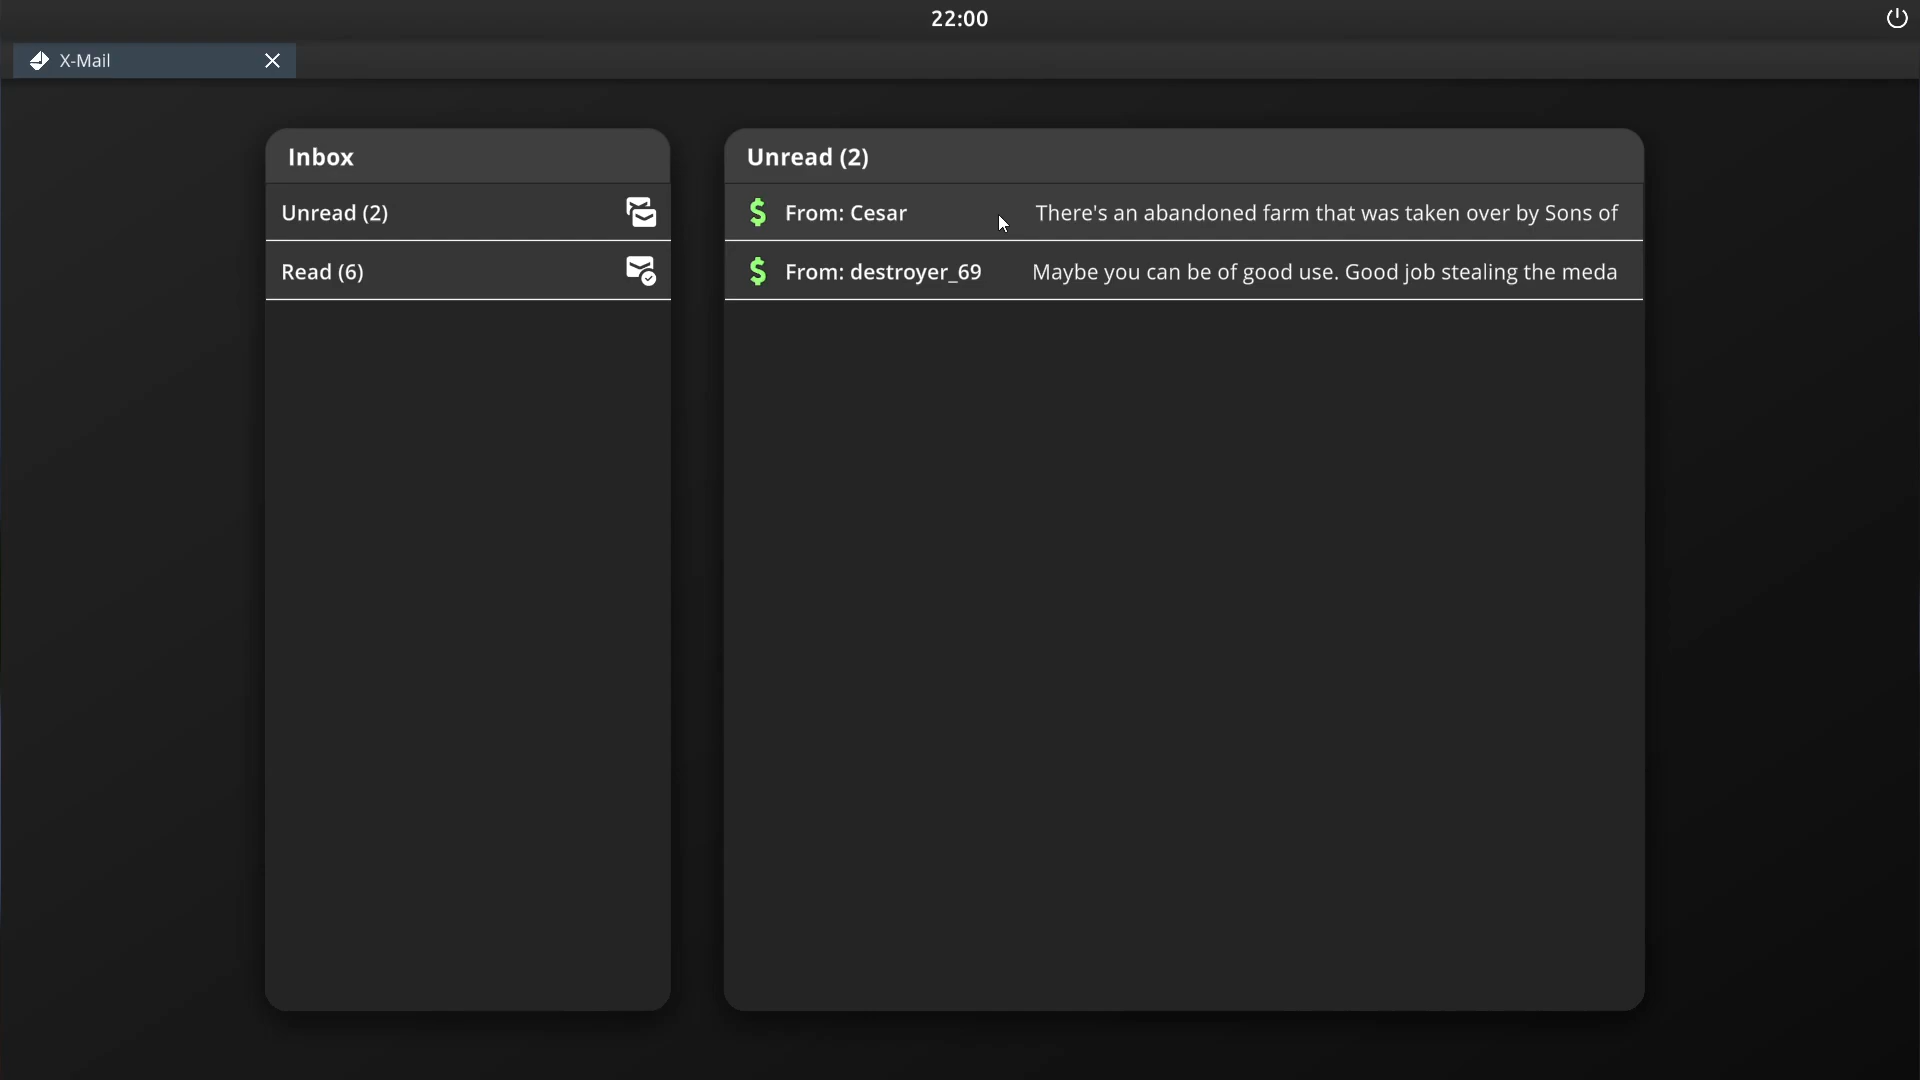 22:00
X-Mail
Inbox
Unread (2)
Read (6)
Unread (2)
From: Cesar There's an abandoned farm that was taken over by Sons of
From: destroyer_69 Maybe you can be of good use. Good job stealing the meda